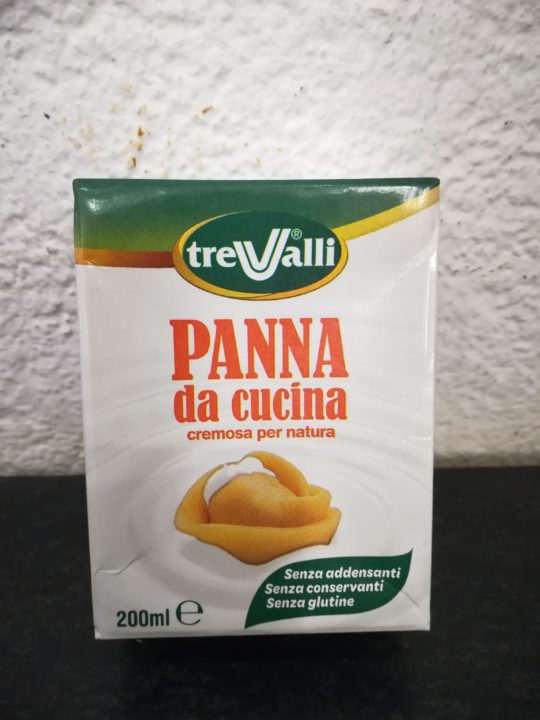 treValli®
PANNA
da cucina
cremosa per natura
Senza addensanti
Senza conservanti
Senza glutine
200ml ℮